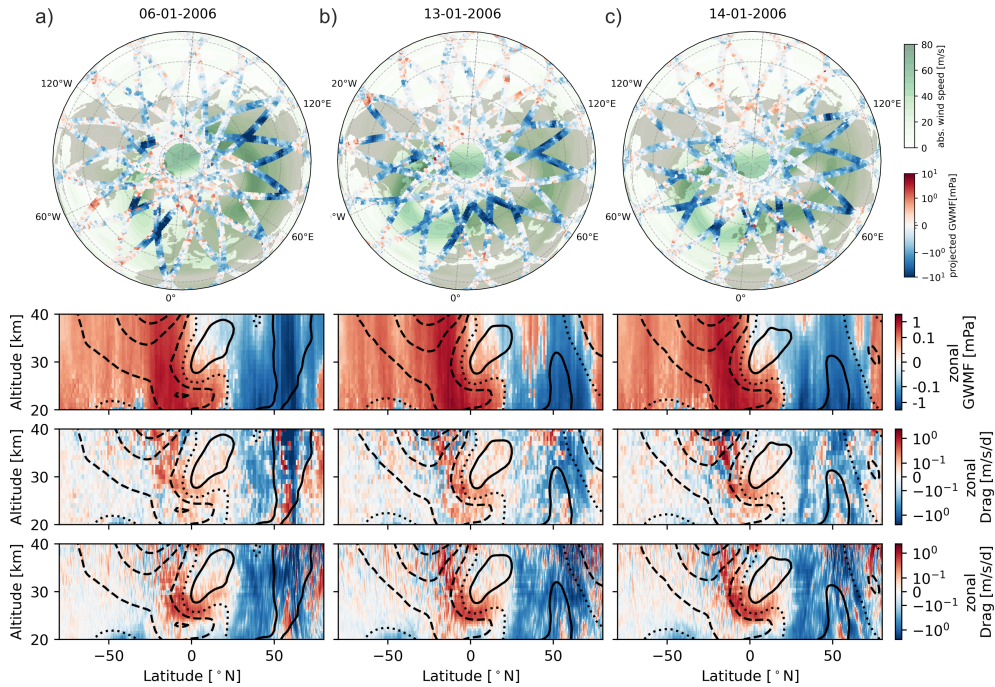 a) 06-01-2006 b) 13-01-2006 c) 14-01-2006
120°W 120°E 20°W 120°E 120°E
60°W 60°E °W 60°E 60°E
0° 0° 0°
80
60
40
20
0
abs. wind speed [m/s]
10¹
10⁰
0
−10⁰
−10¹
projected GWMF[mPa]
40
30
20
Altitude [km]
1
0.1
0
-0.1
-1
zonal
GWMF [mPa]
40
30
20
Altitude [km]
10⁰
10⁻¹
0
−10⁻¹
−10⁰
zonal
Drag [m/s/d]
40
30
20
Altitude [km]
10⁰
10⁻¹
0
−10⁻¹
−10⁰
zonal
Drag [m/s/d]
−50 0 50 −50 0 50 −50 0 50
Latitude [°N] Latitude [°N] Latitude [°N]